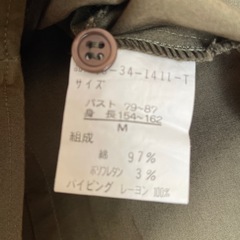 -34-1411-T
サイズ
バスト 79-87
身 長 154-162
M
組成
綿 97%
ポリウレタン 3%
パイピング レーヨン 100%